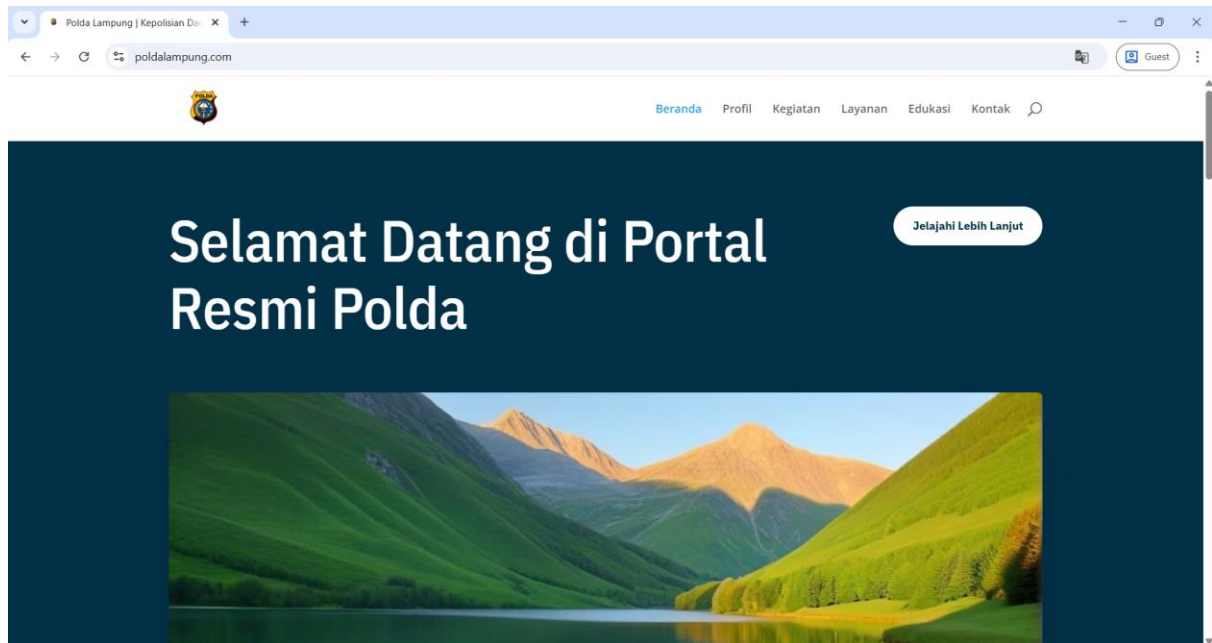 Polda Lampung | Kepolisian Da
poldalampung.com
Guest
POLDA
Beranda Profil Kegiatan Layanan Edukasi Kontak
Selamat Datang di Portal
Resmi Polda
Jelajahi Lebih Lanjut